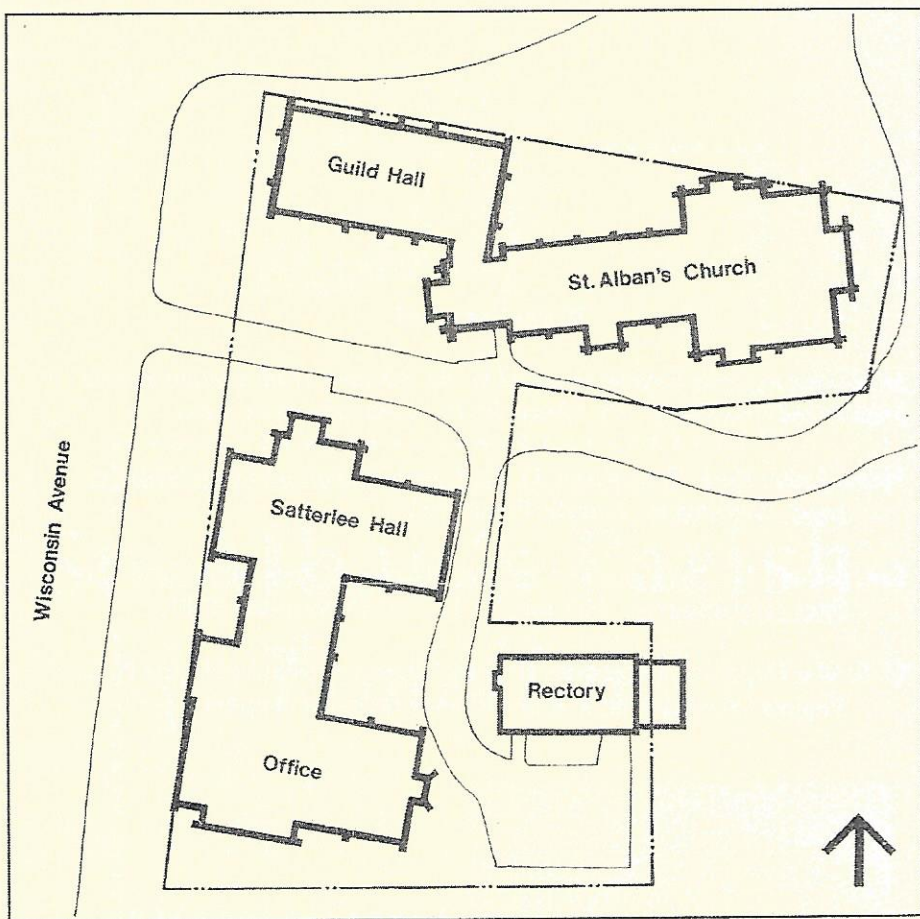 Guild Hall
St. Alban's Church
Satterlee Hall
Wisconsin Avenue
Rectory
Office